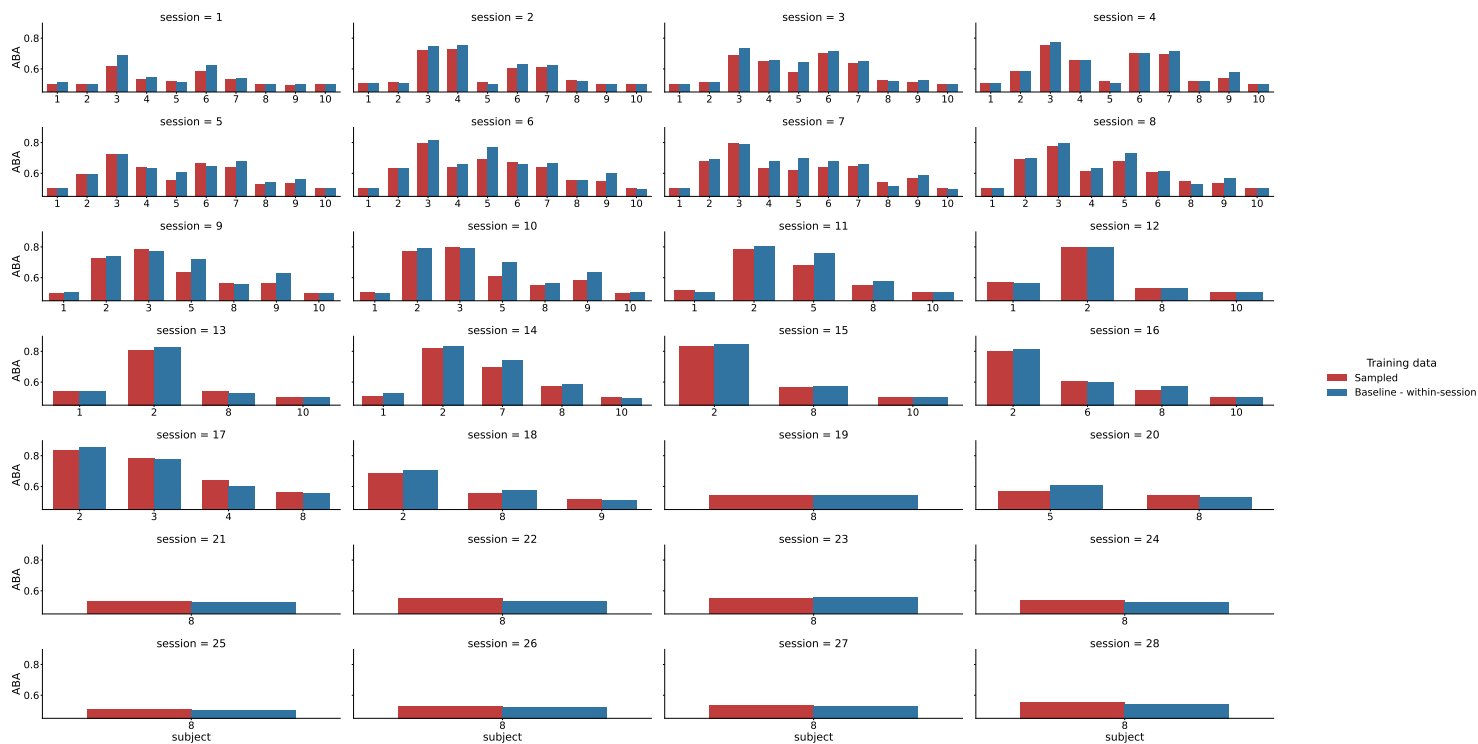 session = 1 session = 2 session = 3 session = 4
ABA 0.8 0.6
1 2 3 4 5 6 7 8 9 10 1 2 3 4 5 6 7 8 9 10 1 2 3 4 5 6 7 8 9 10 1 2 3 4 5 6 7 8 9 10
session = 5 session = 6 session = 7 session = 8
ABA 0.8 0.6
1 2 3 4 5 6 7 8 9 10 1 2 3 4 5 6 7 8 9 10 1 2 3 4 5 6 7 8 9 10 1 2 3 4 5 6 7 8 9 10
session = 9 session = 10 session = 11 session = 12
ABA 0.8 0.6
1 2 3 5 8 9 10 1 2 3 5 8 9 10 1 2 5 8 10 1 2 8 10
session = 13 session = 14 session = 15 session = 16
ABA 0.8 0.6
1 2 8 10 1 2 7 8 10 2 8 10 2 6 8 10
Training data
Sampled
Baseline - within-session
session = 17 session = 18 session = 19 session = 20
ABA 0.8 0.6
2 3 4 8 2 8 9 8 5 8
session = 21 session = 22 session = 23 session = 24
ABA 0.8 0.6
8 8 8 8
session = 25 session = 26 session = 27 session = 28
ABA 0.8 0.6
8 8 8 8
subject subject subject subject